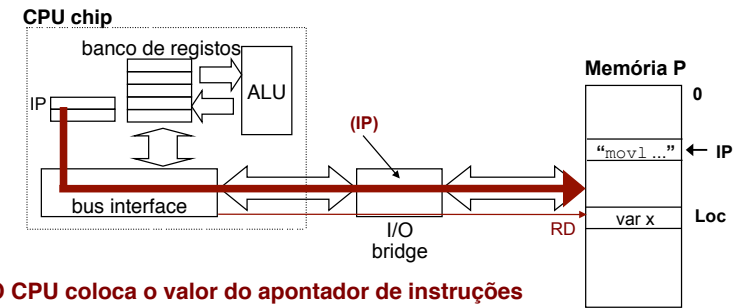 CPU chip
banco de registos
IP
ALU
(IP)
Memória P
0
“movl …”
IP
bus interface
I/O
bridge
RD
var x
Loc
O CPU coloca o valor do apontador de instruções